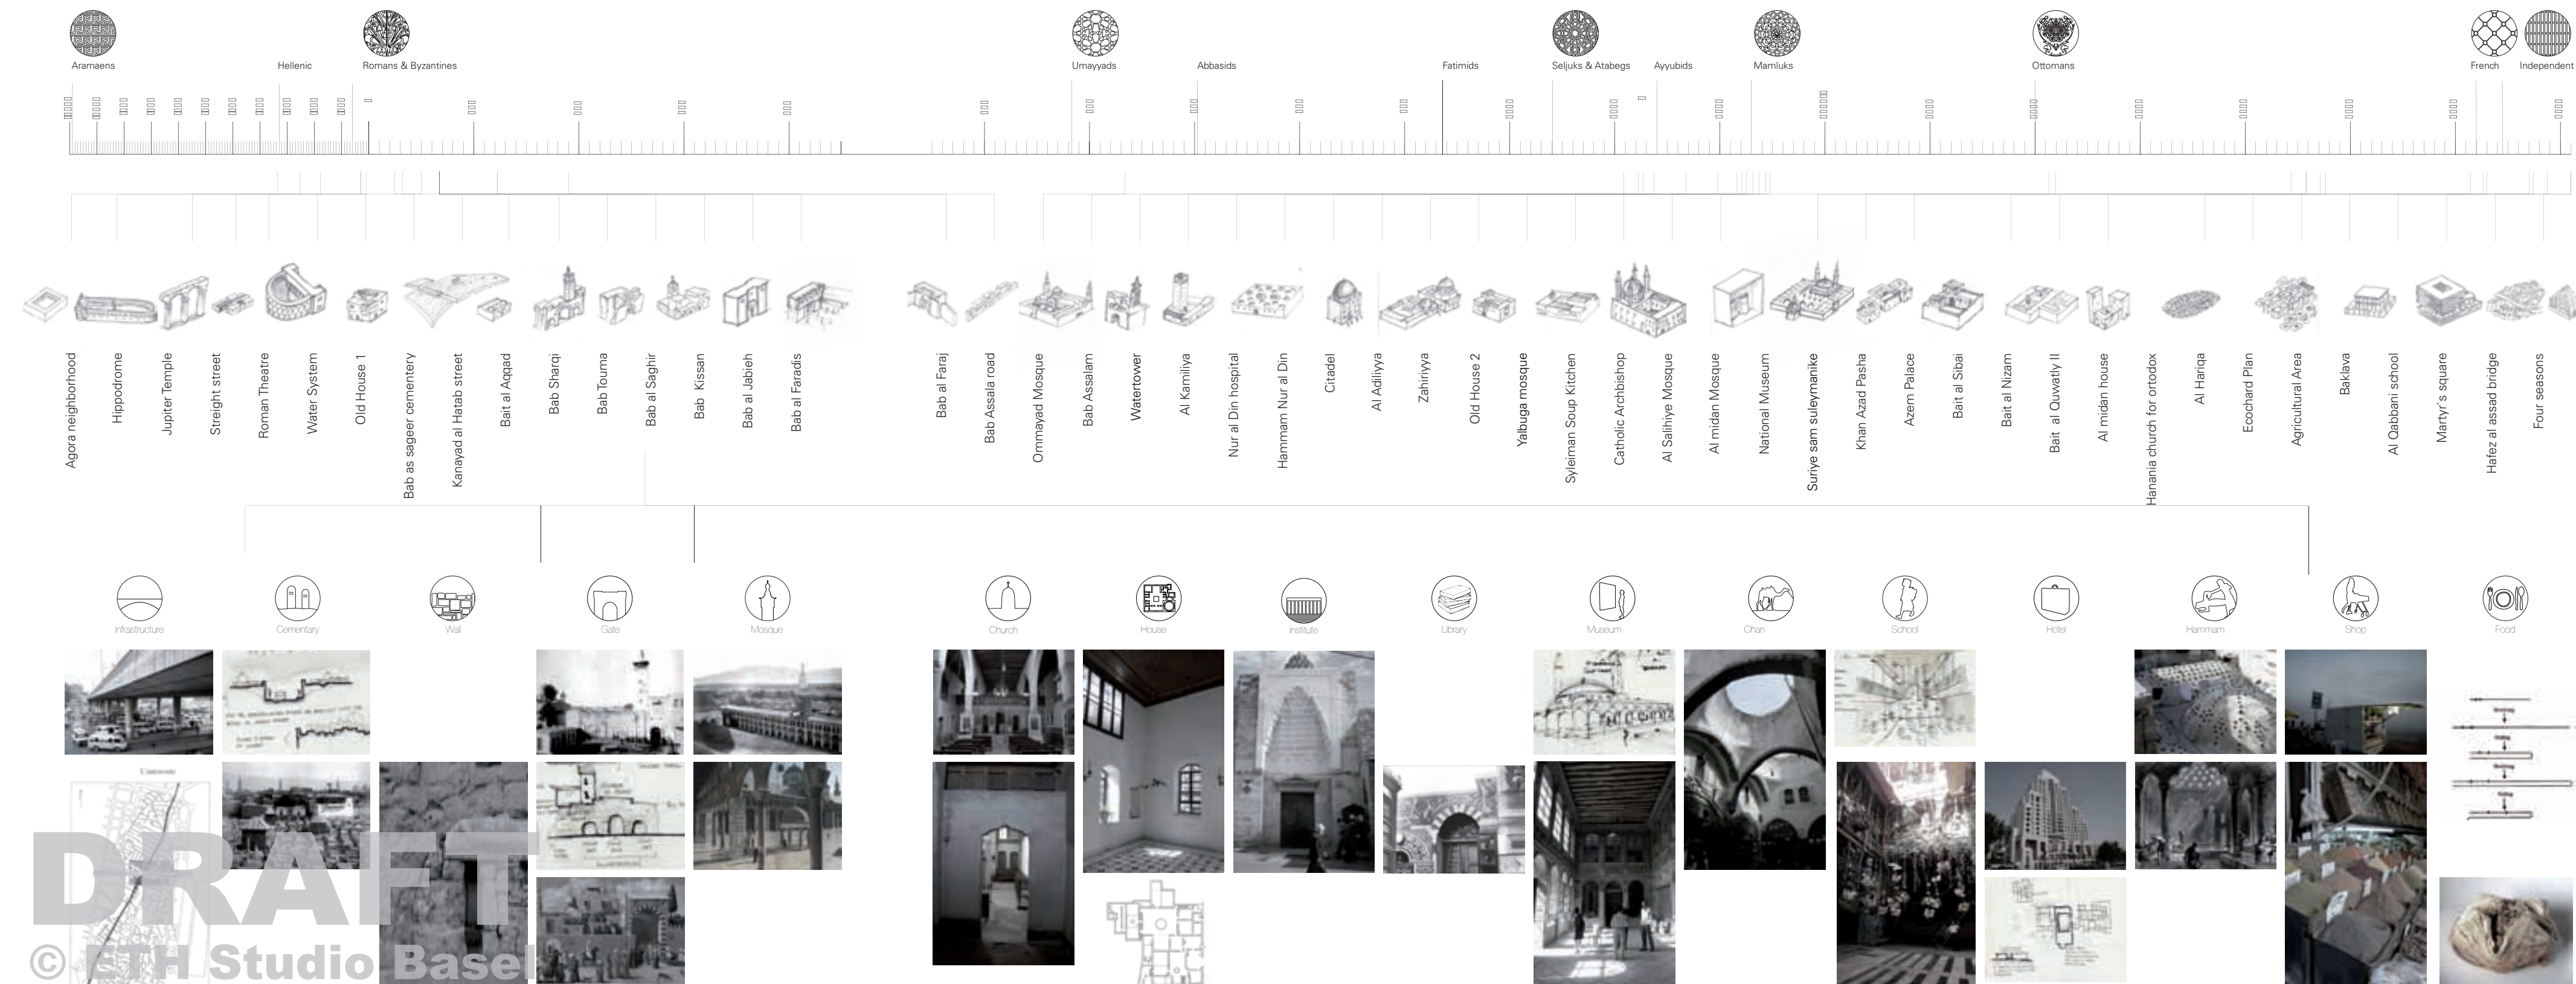 Aramaens
Hellenic
Romans & Byzantines
Umayyads
Abbasids
Fatimids
Seljuks & Atabegs
Ayyubids
Mamluks
Ottomans
French
Independent
Agora neighborhood
Hippodrome
Jupiter Temple
Streight street
Roman Theatre
Water System
Old House 1
Bab as sageer cementery
Kanayad al Hatab street
Bait al Aqqad
Bab Sharqi
Bab Touma
Bab al Saghir
Bab Kissan
Bab al Jabieh
Bab al Faradis
Bab al Faraj
Bab Assala road
Ommayad Mosque
Bab Assalam
Watertower
Al Kamiliya
Nur al Din hospital
Hammam Nur al Din
Citadel
Al Adiliyya
Zahiriyya
Old House 2
Yalbuga mosque
Syleiman Soup Kitchen
Catholic Archbishop
Al Salihiye Mosque
Al midan Mosque
National Museum
Suriye sam suleymanike
Khan Azad Pasha
Azem Palace
Bait al Sibai
Bait al Nizam
Bait al Quwatly II
Al midan house
Hanania church for ortodox
Al Hariqa
Ecochard Plan
Agricultural Area
Baklava
Al Qabbani school
Martyr`s square
Hafez al assad bridge
Four seasons
Infrastructure
Cementary
Wall
Gate
Mosque
Church
House
Institute
Library
Museum
Chan
School
Hotel
Hammam
Shop
Food
DRAFT
© ETH Studio Basel